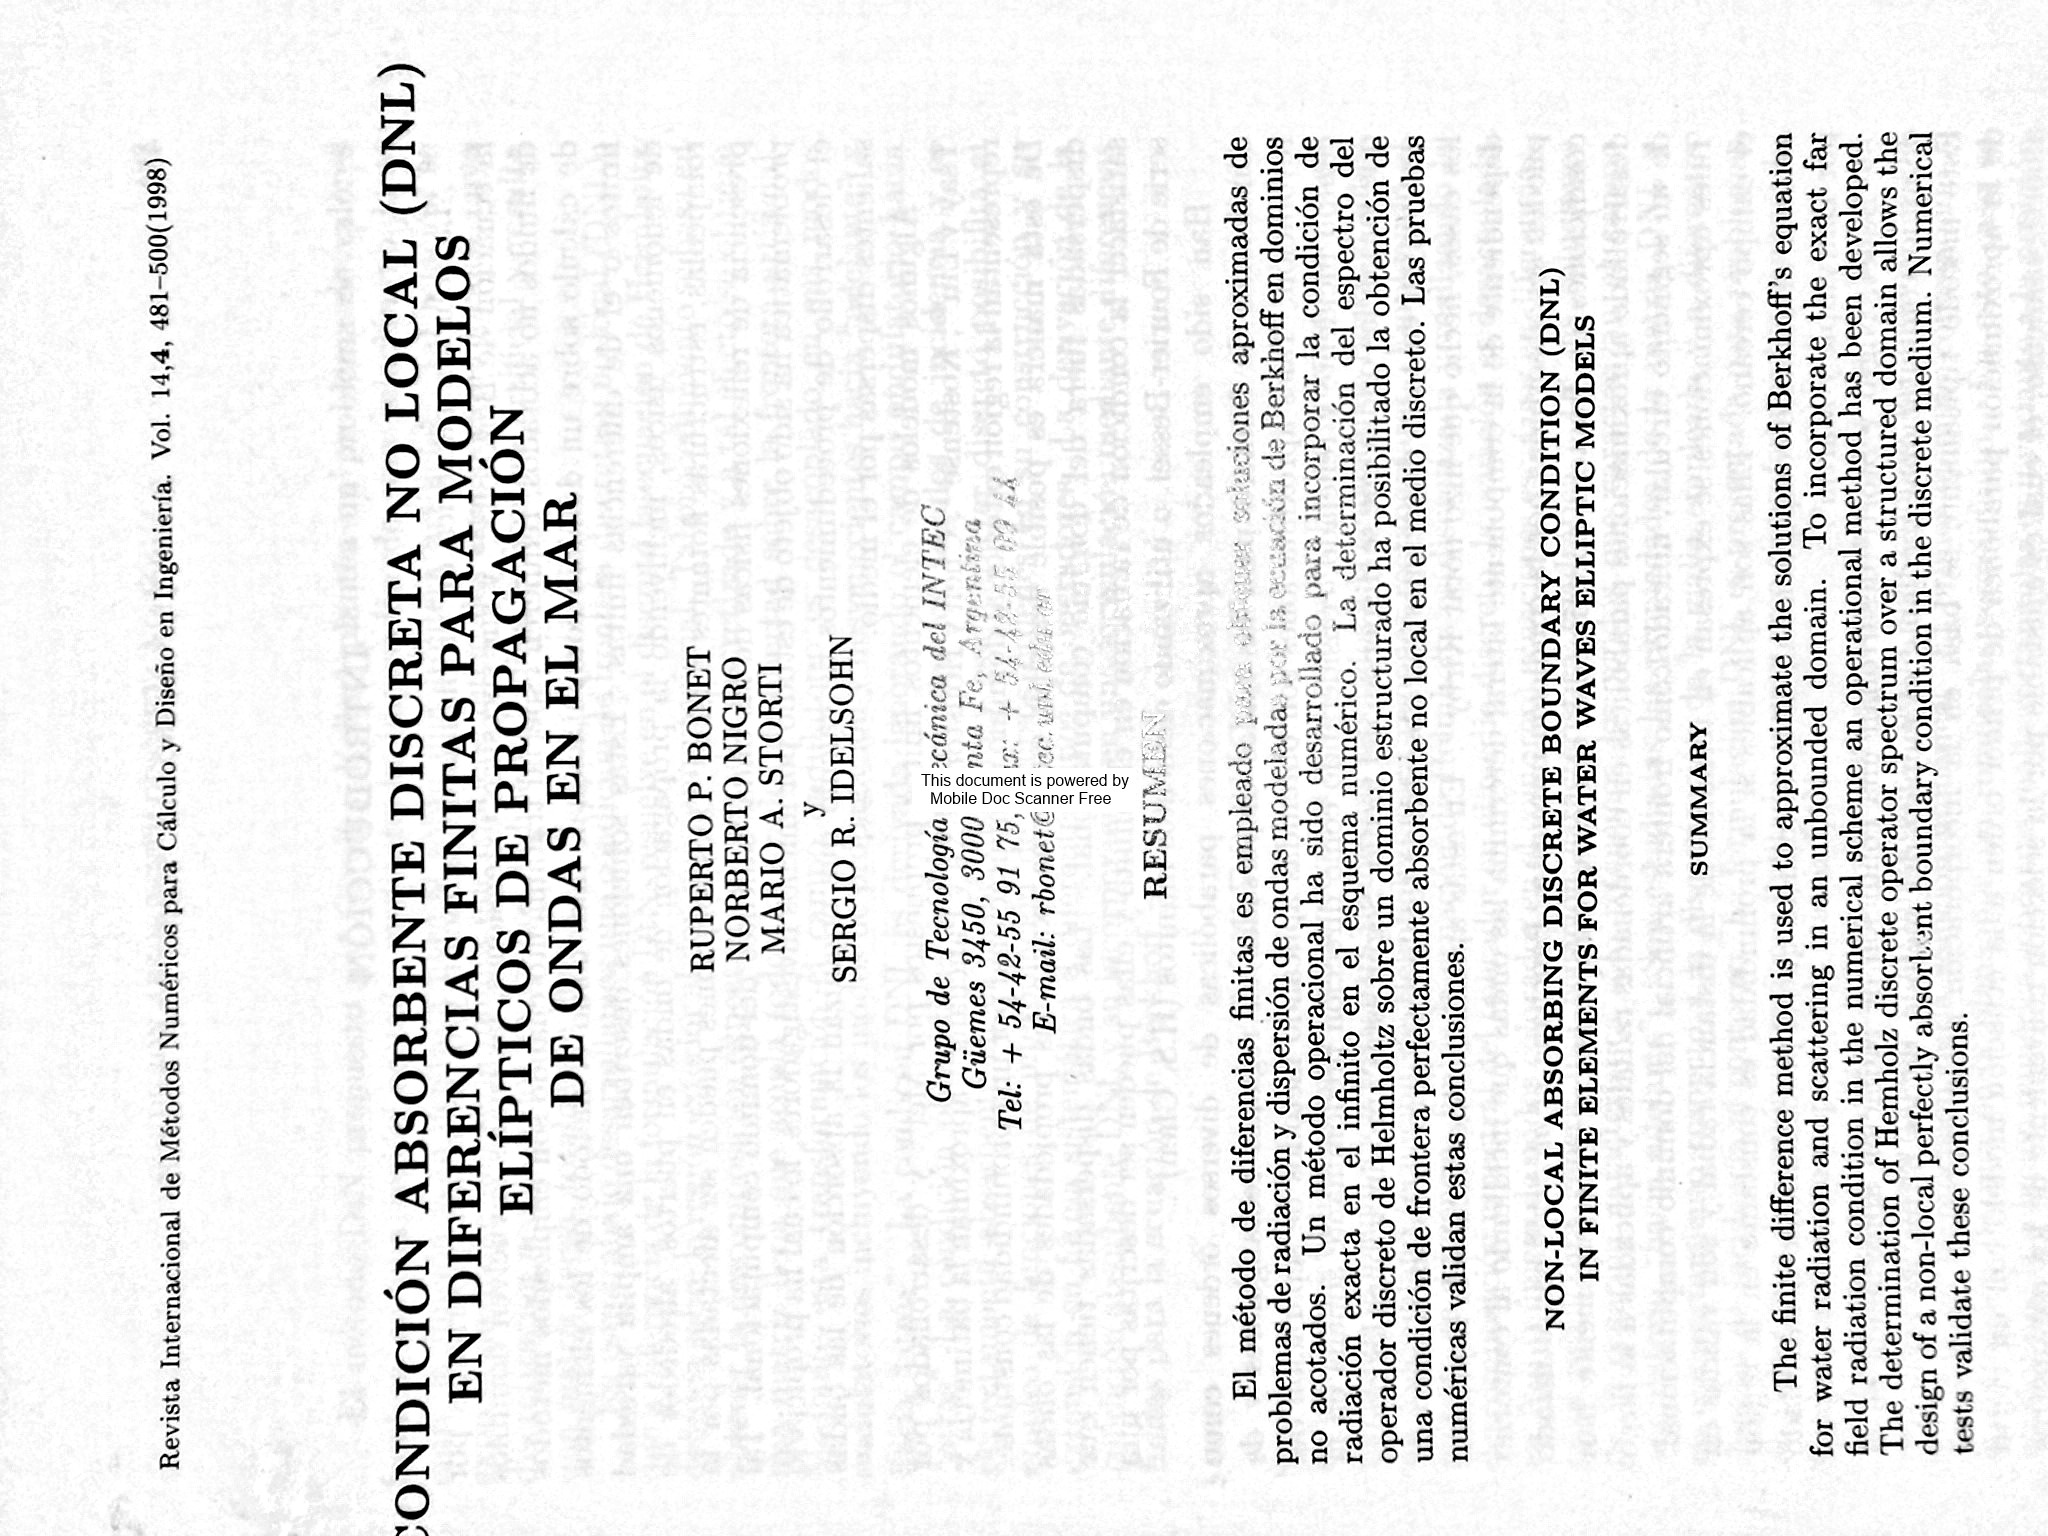 Revista Internacional de Métodos Numéricos para Cálculo y Diseño en Ingeniería. Vol. 14,4, 481–500(1998)
CONDICIÓN ABSORBENTE DISCRETA NO LOCAL (DNL)
EN DIFERENCIAS FINITAS PARA MODELOS
ELÍPTICOS DE PROPAGACIÓN
DE ONDAS EN EL MAR
RUPERTO P. BONET
NORBERTO NIGRO
MARIO A. STORTI
y
SERGIO R. IDELSOHN
Grupo de Tecnología ecánica del INTEC
Güemes 3450, 3000 nta Fe, Argentina
Tel: + 54-42-55 91 75, ax: + 54-42-55 09 44
E-mail: rbonet@
This document is powered by
Mobile Doc Scanner Free
RESUMEN
El método de diferencias finitas es empleado para obtener soluciones aproximadas de
problemas de radiación y dispersión de ondas modeladas por la ecuación de Berkhoff en dominios
no acotados. Un método operacional ha sido desarrollado para incorporar la condición de
radiación exacta en el infinito en el esquema numérico. La determinación del espectro del
operador discreto de Helmholtz sobre un dominio estructurado ha posibilitado la obtención de
una condición de frontera perfectamente absorbente no local en el medio discreto. Las pruebas
numéricas validan estas conclusiones.
NON-LOCAL ABSORBING DISCRETE BOUNDARY CONDITION (DNL)
IN FINITE ELEMENTS FOR WATER WAVES ELLIPTIC MODELS
SUMMARY
The finite difference method is used to approximate the solutions of Berkhoff's equation
for water radiation and scattering in an unbounded domain. To incorporate the exact far
field radiation condition in the numerical scheme an operational method has been developed.
The determination of Hemholz discrete operator spectrum over a structured domain allows the
design of a non-local perfectly absorbent boundary condition in the discrete medium. Numerical
tests validate these conclusions.